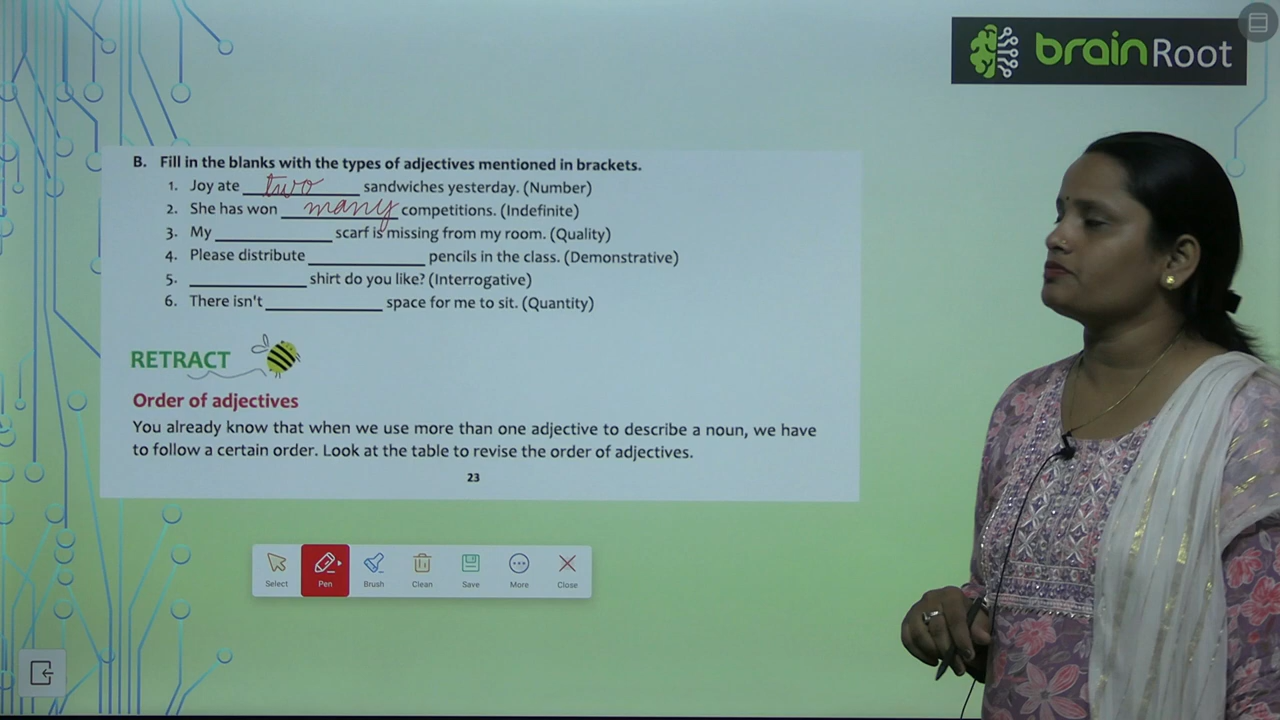 brainRoot
B. Fill in the blanks with the types of adjectives mentioned in brackets.
1. Joy ate two sandwiches yesterday. (Number)
2. She has won many competitions. (Indefinite)
3. My ____________ scarf is missing from my room. (Quality)
4. Please distribute ____________ pencils in the class. (Demonstrative)
5. ____________ shirt do you like? (Interrogative)
6. There isn't ____________ space for me to sit. (Quantity)
RETRACT
Order of adjectives
You already know that when we use more than one adjective to describe a noun, we have
to follow a certain order. Look at the table to revise the order of adjectives.
23
Select Pen Brush Clean Save More Close